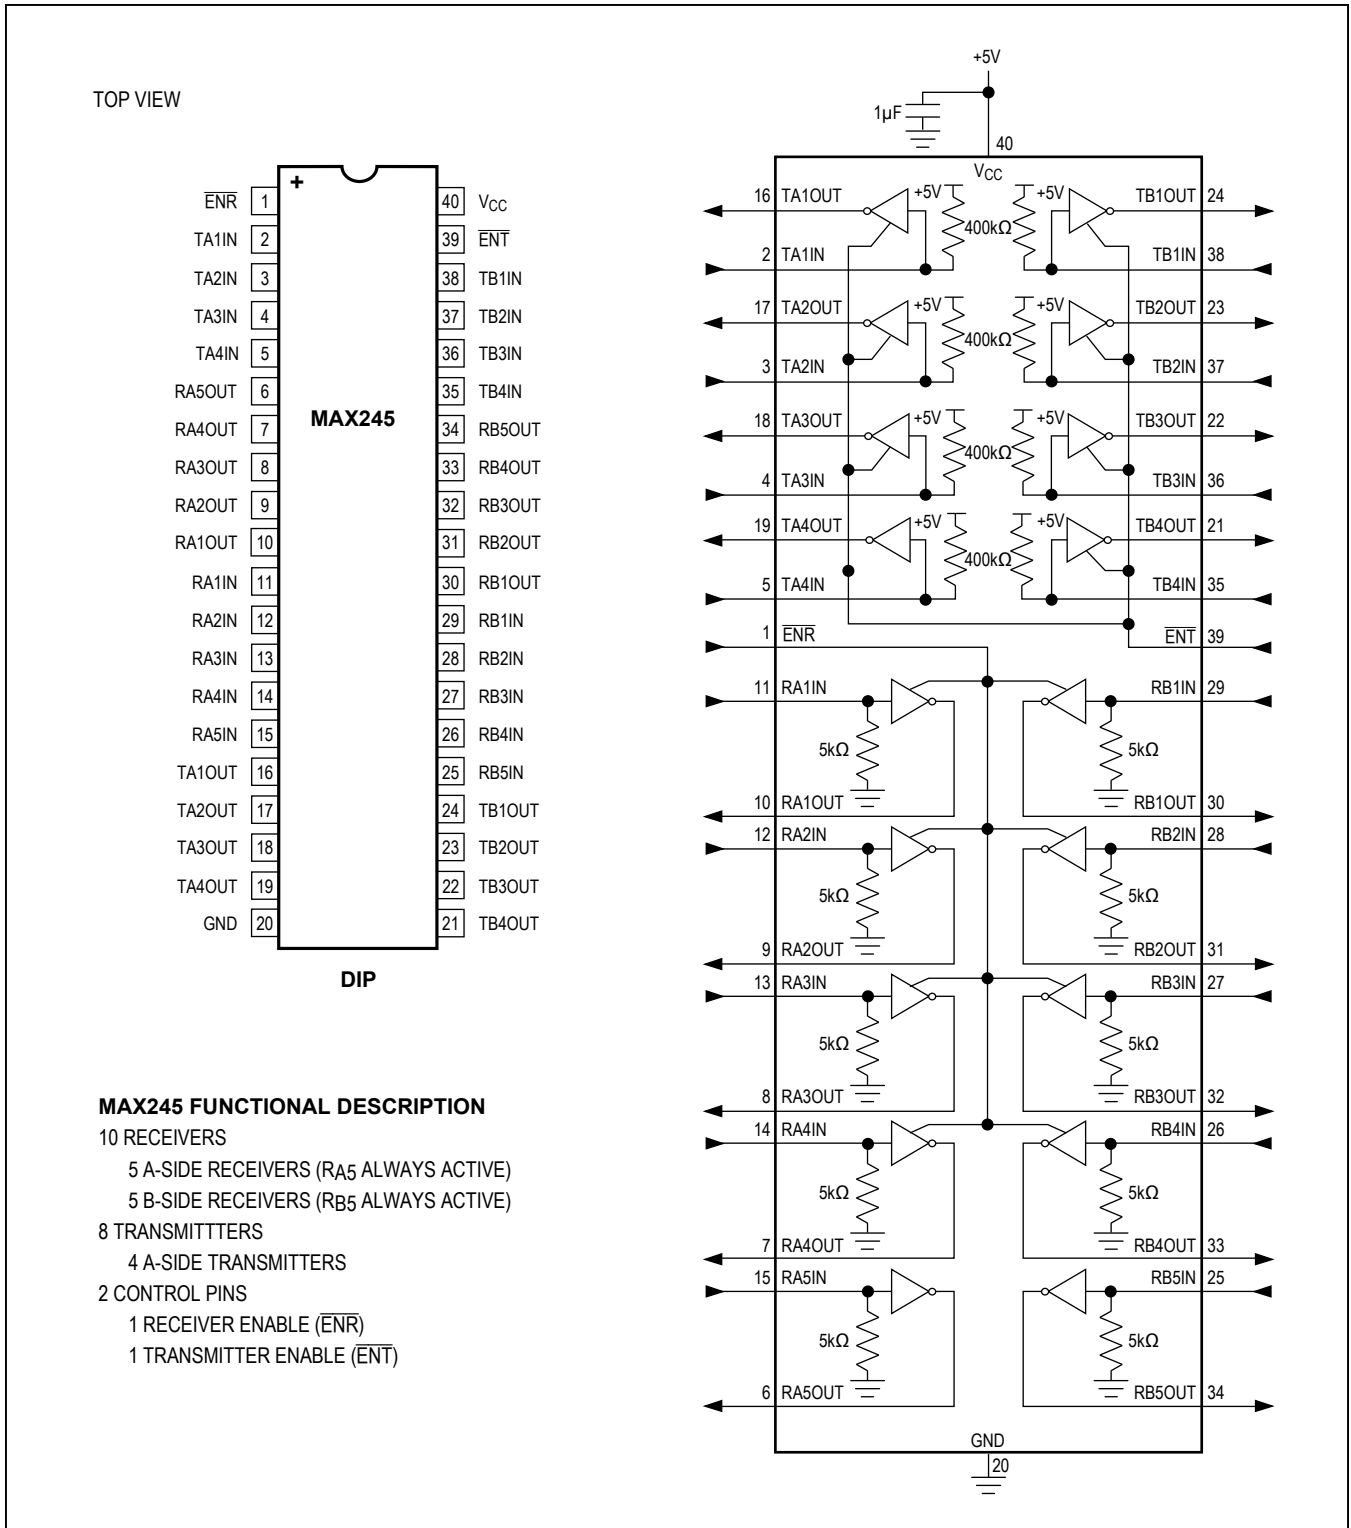 TOP VIEW
+
ENR 1
TA1IN 2
TA2IN 3
TA3IN 4
TA4IN 5
RA5OUT 6
RA4OUT 7
RA3OUT 8
RA2OUT 9
RA1OUT 10
RA1IN 11
RA2IN 12
RA3IN 13
RA4IN 14
RA5IN 15
TA1OUT 16
TA2OUT 17
TA3OUT 18
TA4OUT 19
GND 20
MAX245
40 VCC
39 ENT
38 TB1IN
37 TB2IN
36 TB3IN
35 TB4IN
34 RB5OUT
33 RB4OUT
32 RB3OUT
31 RB2OUT
30 RB1OUT
29 RB1IN
28 RB2IN
27 RB3IN
26 RB4IN
25 RB5IN
24 TB1OUT
23 TB2OUT
22 TB3OUT
21 TB4OUT
DIP
MAX245 FUNCTIONAL DESCRIPTION
10 RECEIVERS
5 A-SIDE RECEIVERS (RA5 ALWAYS ACTIVE)
5 B-SIDE RECEIVERS (RB5 ALWAYS ACTIVE)
8 TRANSMITTTERS
4 A-SIDE TRANSMITTERS
2 CONTROL PINS
1 RECEIVER ENABLE (ENR)
1 TRANSMITTER ENABLE (ENT)
+5V
1µF
40
VCC
16 TA1OUT +5V +5V TB1OUT 24
400kΩ
2 TA1IN TB1IN 38
17 TA2OUT +5V +5V TB2OUT 23
400kΩ
3 TA2IN TB2IN 37
18 TA3OUT +5V +5V TB3OUT 22
400kΩ
4 TA3IN TB3IN 36
19 TA4OUT +5V +5V TB4OUT 21
400kΩ
5 TA4IN TB4IN 35
1 ENR ENT 39
11 RA1IN RB1IN 29
5kΩ 5kΩ
10 RA1OUT RB1OUT 30
12 RA2IN RB2IN 28
5kΩ 5kΩ
9 RA2OUT RB2OUT 31
13 RA3IN RB3IN 27
5kΩ 5kΩ
8 RA3OUT RB3OUT 32
14 RA4IN RB4IN 26
5kΩ 5kΩ
7 RA4OUT RB4OUT 33
15 RA5IN RB5IN 25
5kΩ 5kΩ
6 RA5OUT RB5OUT 34
GND
20